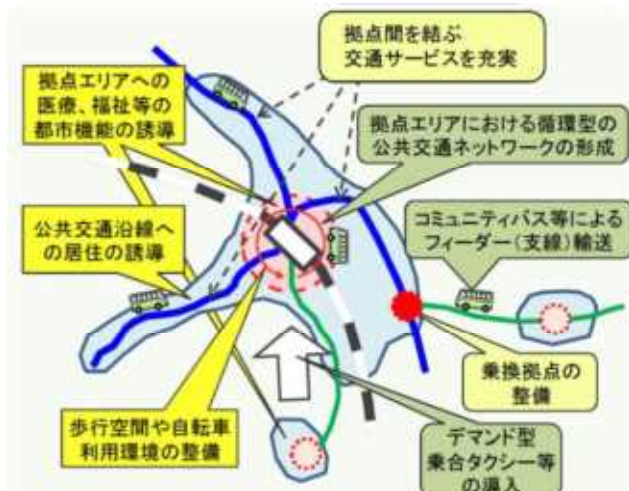 拠点間を結ぶ
交通サービスを充実
拠点エリアへの
医療、福祉等の
都市機能の誘導
拠点エリアにおける循環型の
公共交通ネットワークの形成
公共交通沿線へ
の居住の誘導
コミュニティバス等による
フィーダー(支線)輸送
乗換拠点の
整備
歩行空間や自転車
利用環境の整備
デマンド型
乗合タクシー等
の導入